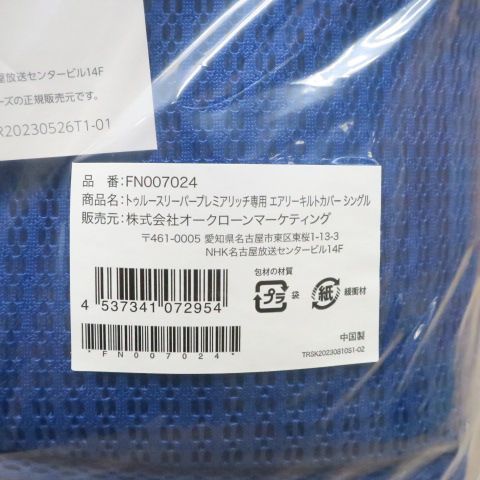 放送センタービル14F
ーズの正規販売元です。
R20230526T1-01
品 番：FN007024
商品名：トゥルースリーパープレミアリッチ専用 エアリーキルトカバー シングル
販売元：株式会社オークローンマーケティング
〒461-0005 愛知県名古屋市東区東桜1-13-3
NHK名古屋放送センタービル14F
包材の材質
プラ 袋 紙 緩衝材
4 537341 072954
*FN007024*
中国製
TRSK20230810S1-02